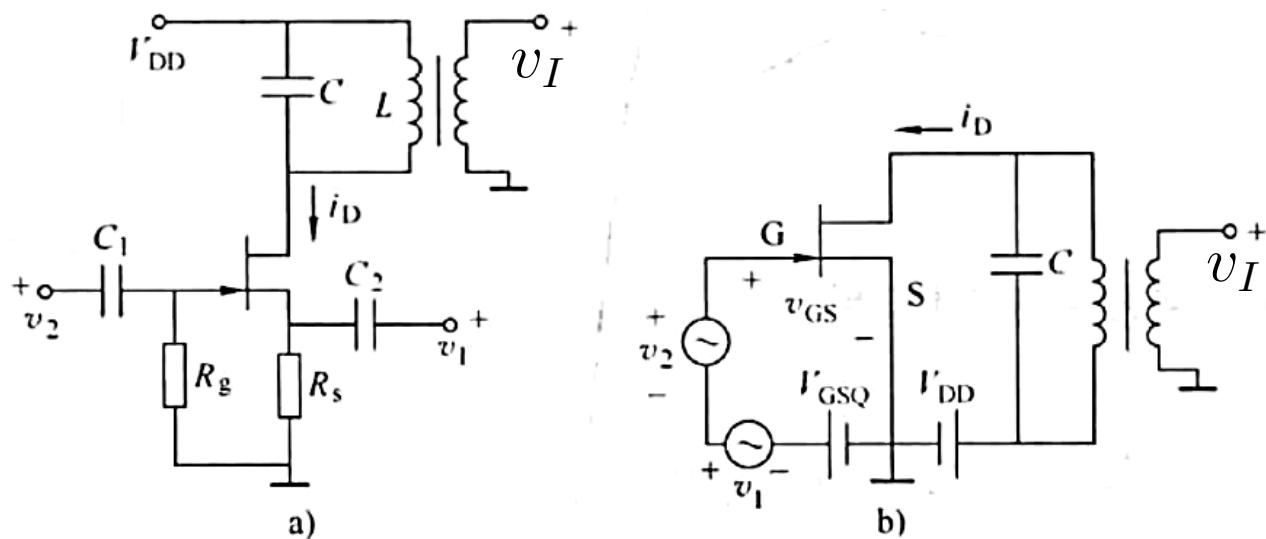 V_DD
C
L
+
v_I
i_D
C_1
+
v_2
R_g
R_s
C_2
+
v_1
a)
i_D
G
+
v_GS
−
S
C
+
v_I
+
v_2
−
V_GSQ
V_DD
+
v_1
−
b)